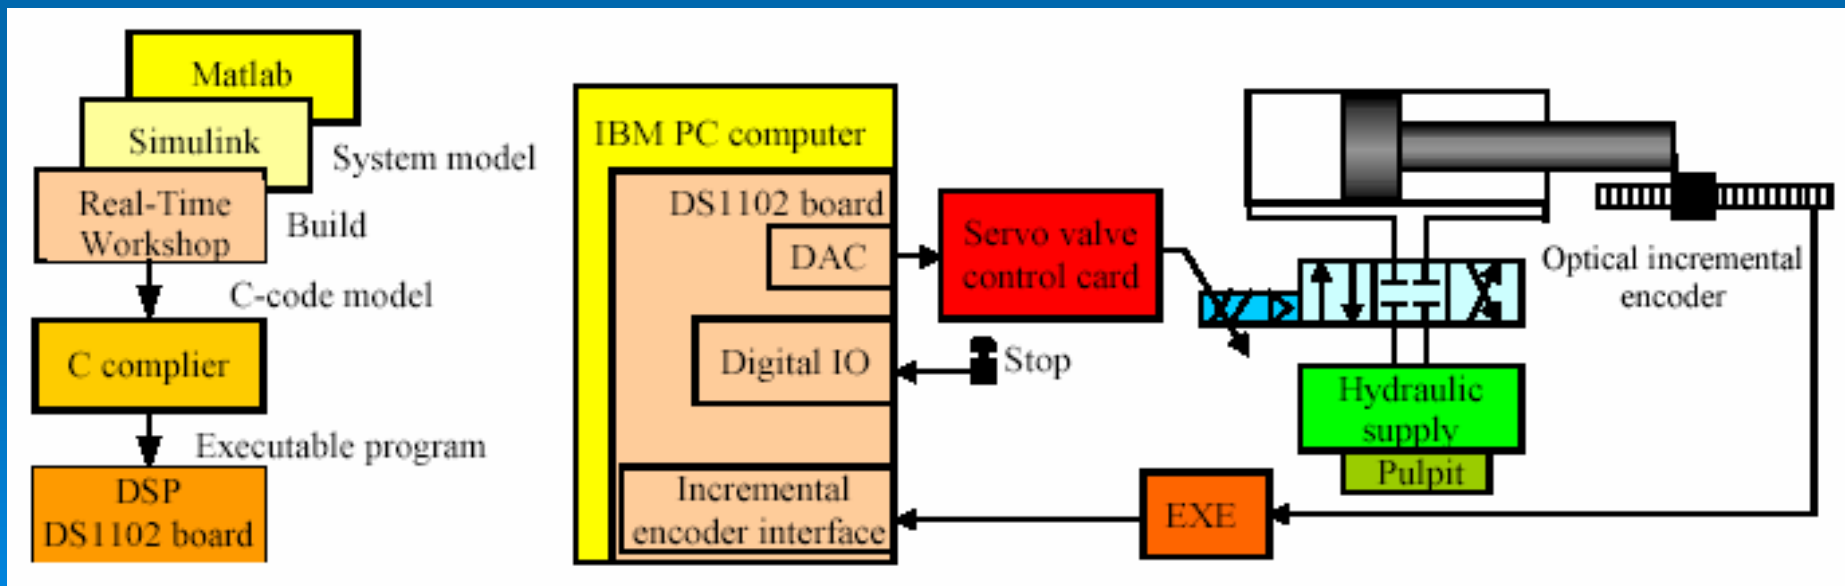 Matlab
Simulink
System model
Real-Time
Workshop
Build
C-code model
C complier
Executable program
DSP
DS1102 board
IBM PC computer
DS1102 board
DAC
Digital IO
Incremental
encoder interface
Servo valve
control card
Stop
EXE
Optical incremental
encoder
Hydraulic
supply
Pulpit